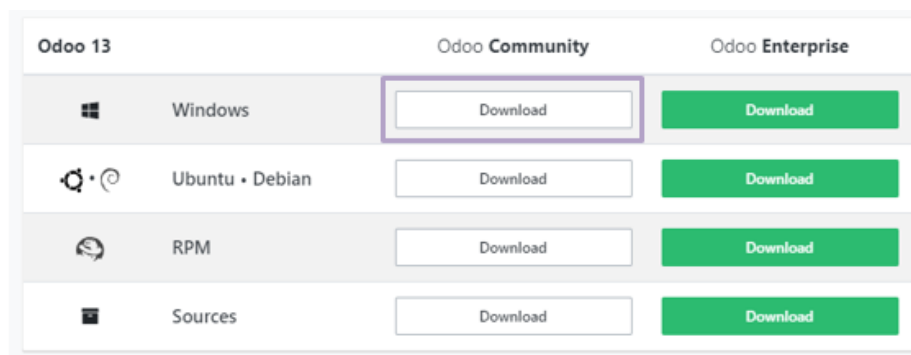 Odoo 13 Odoo Community Odoo Enterprise
Windows Download Download
Ubuntu • Debian Download Download
RPM Download Download
Sources Download Download